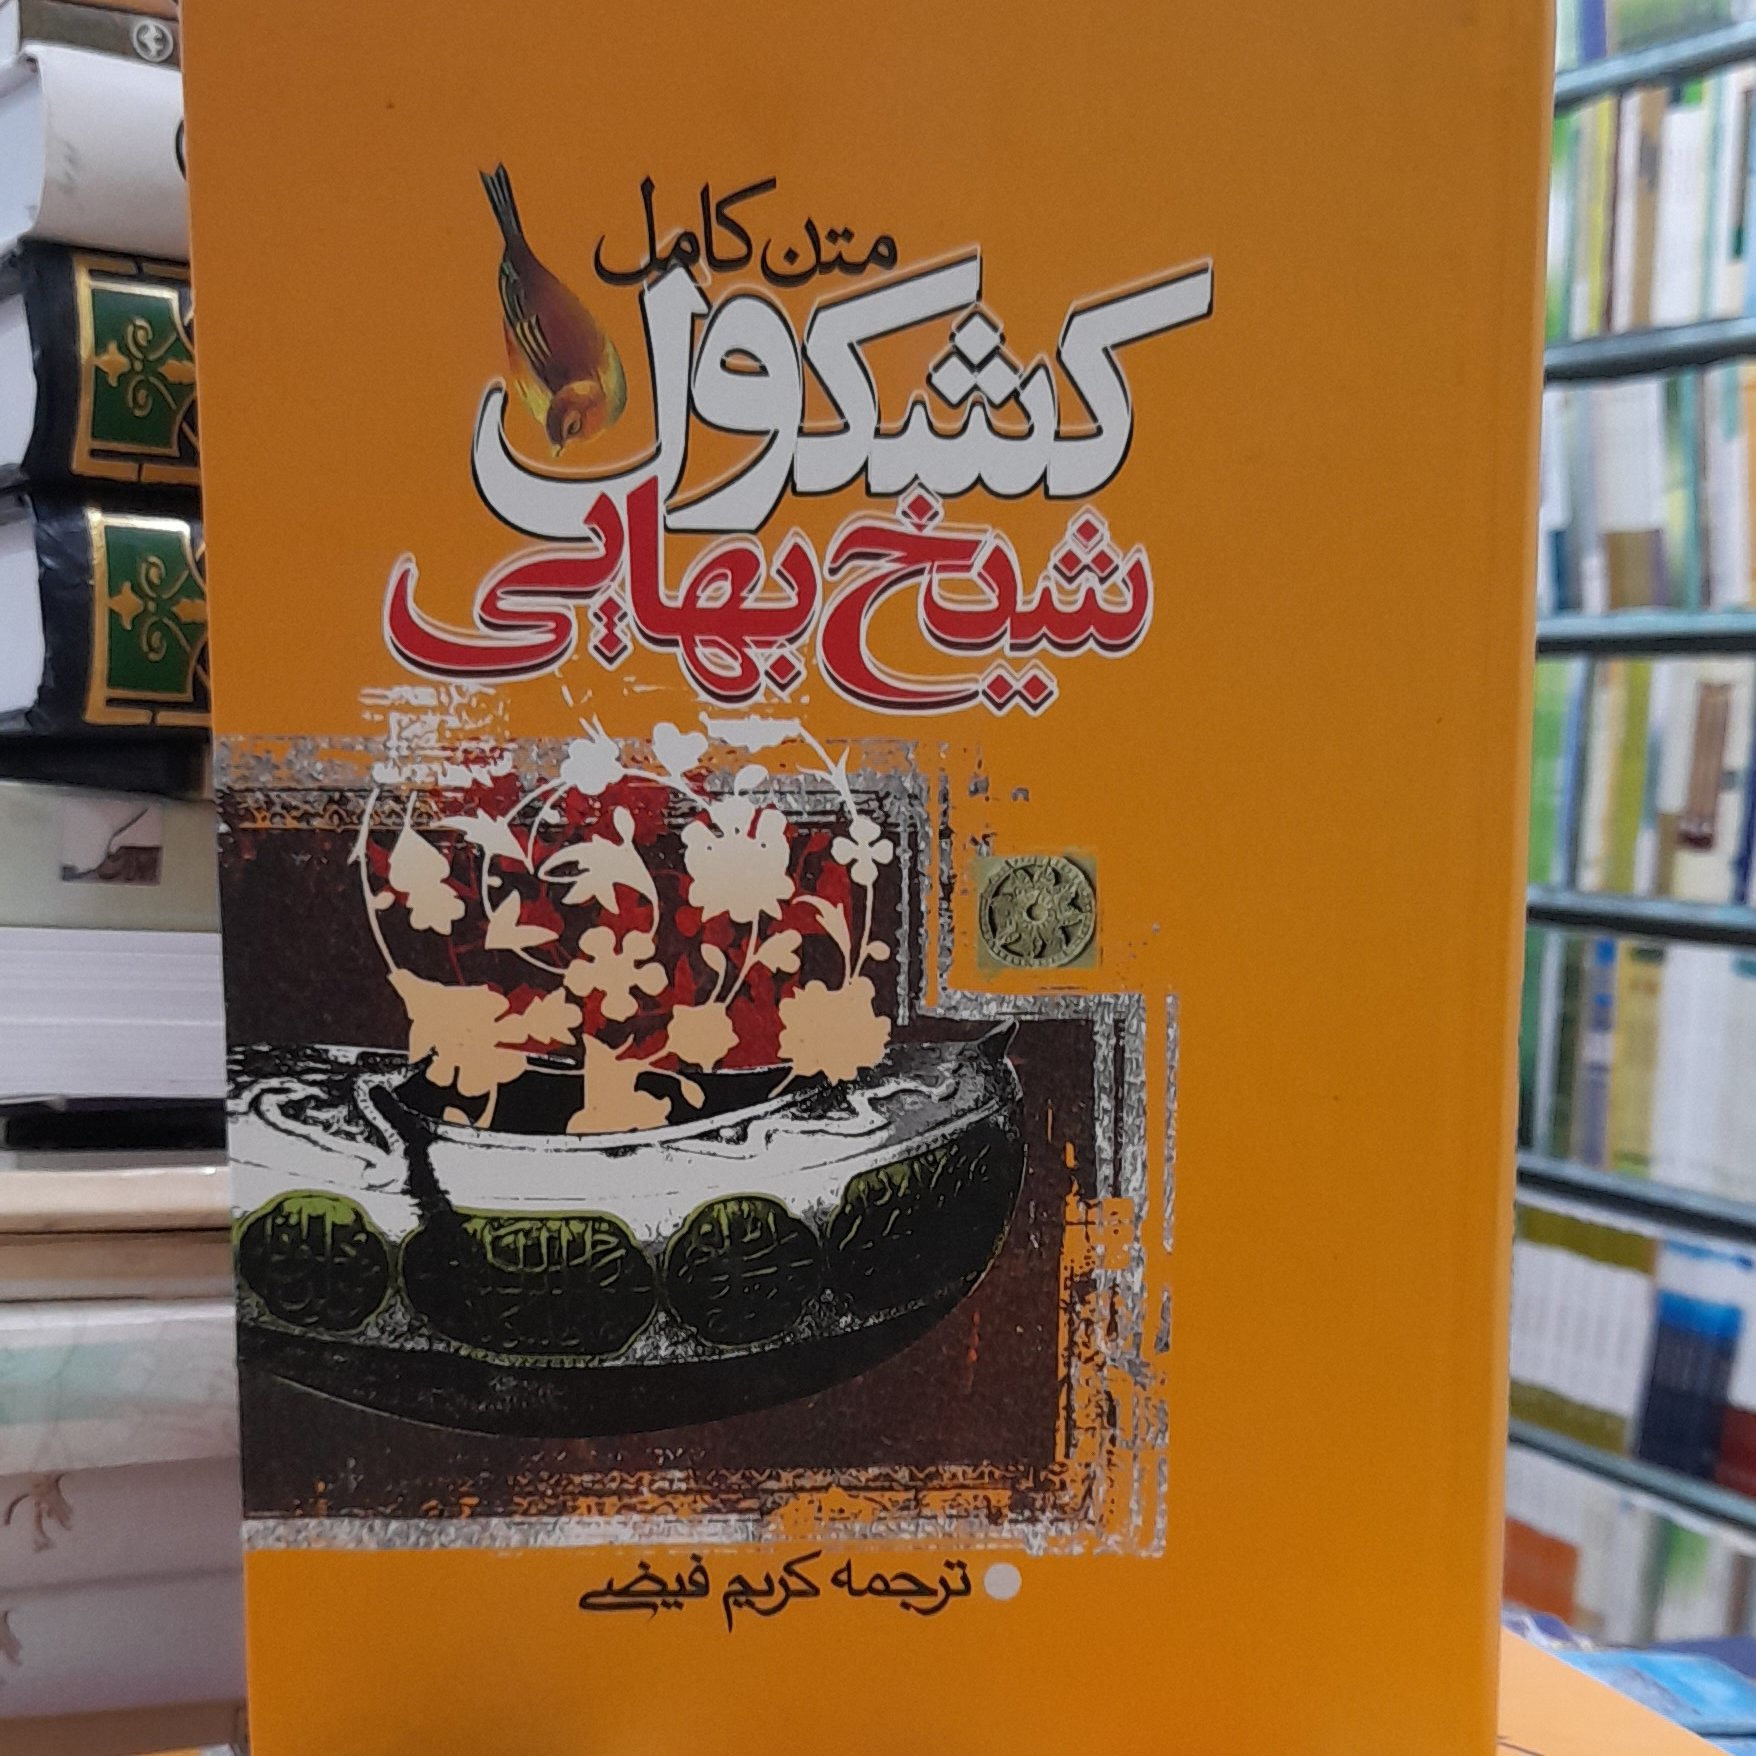 متن کامل
کشکول
شیخ بهایی
ترجمه کریم فیضی